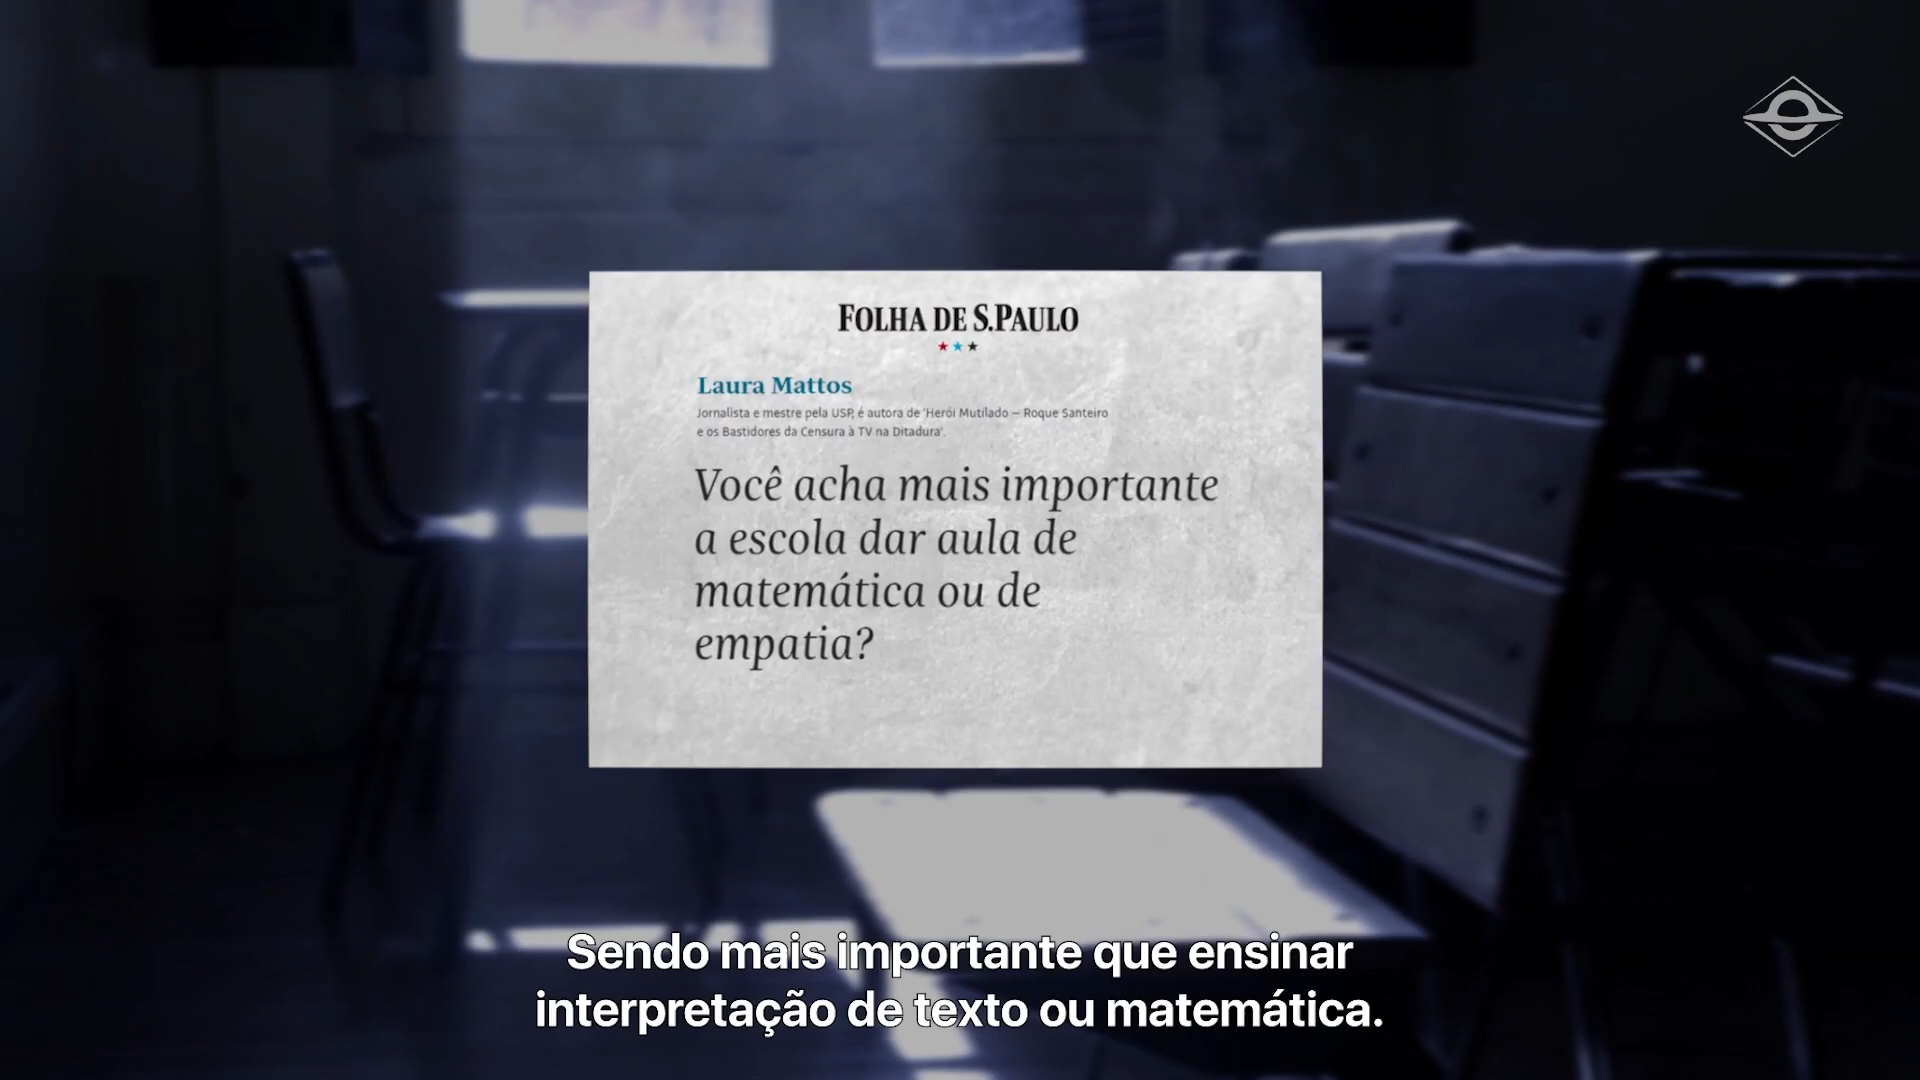 FOLHA DE S.PAULO
Laura Mattos
Jornalista e mestre pela USP, é autora de 'Herói Mutilado – Roque Santeiro
e os Bastidores da Censura à TV na Ditadura'.
Você acha mais importante
a escola dar aula de
matemática ou de
empatia?
Sendo mais importante que ensinar
interpretação de texto ou matemática.